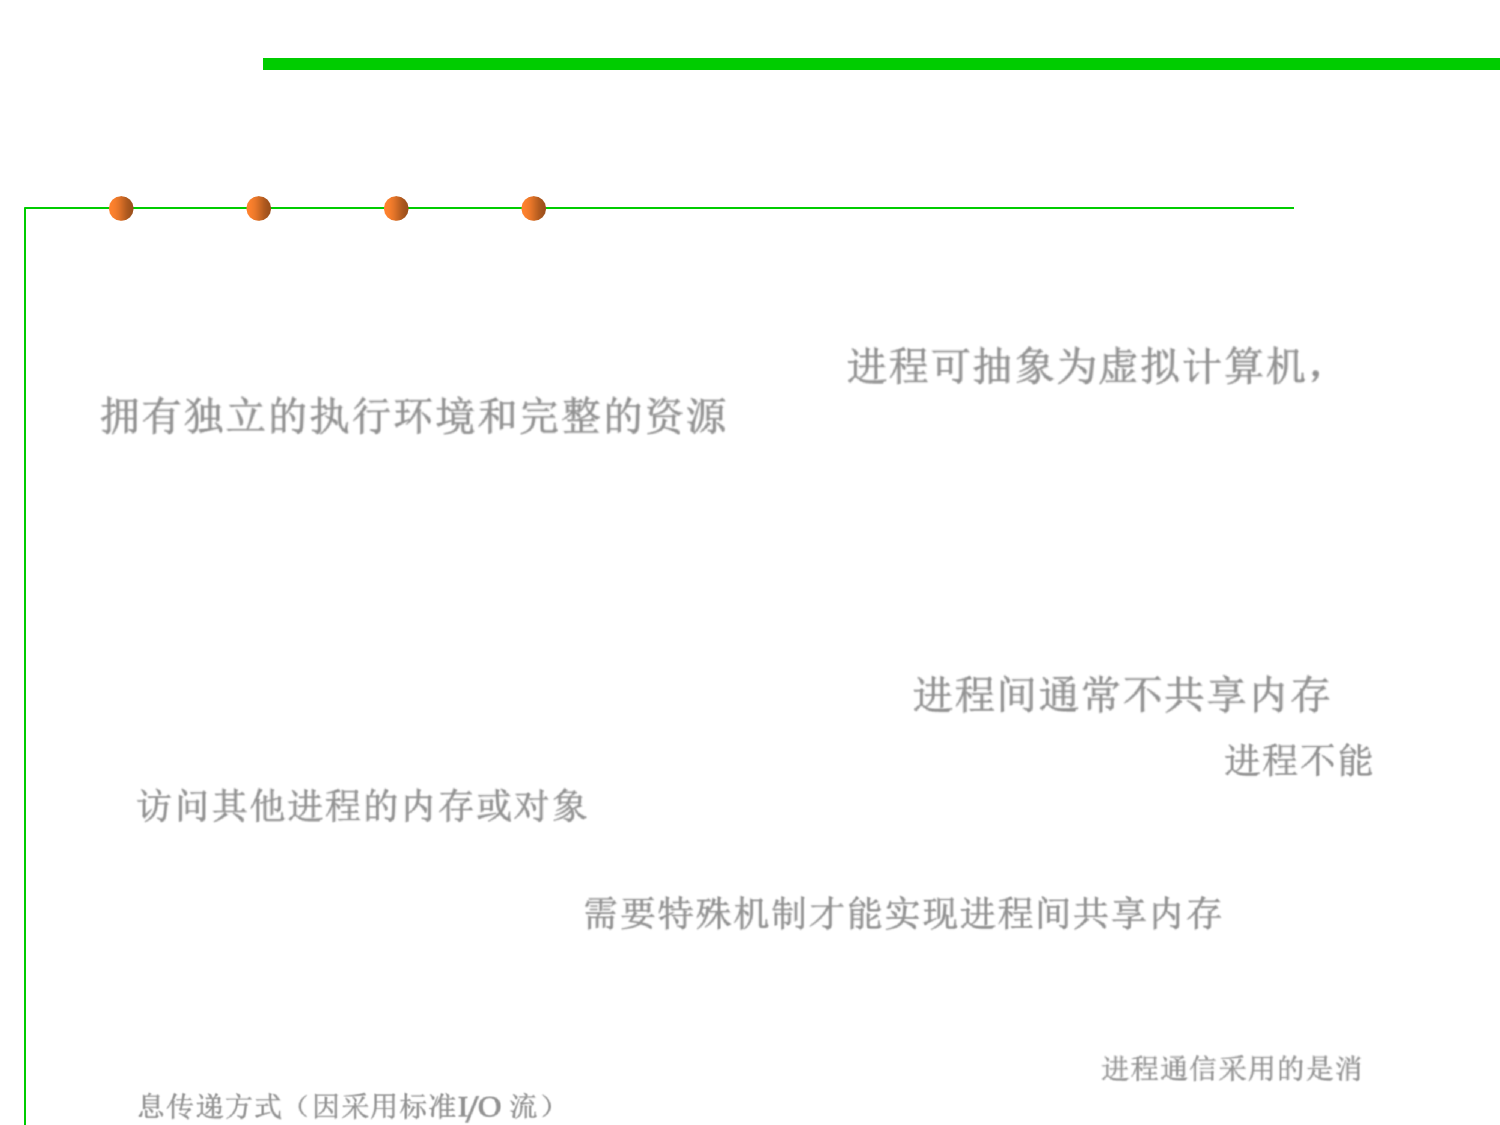 进程可抽象为虚拟计算机，
拥有独立的执行环境和完整的资源
进程间通常不共享内存
进程不能
访问其他进程的内存或对象
需要特殊机制才能实现进程间共享内存
进程通信采用的是消
息传递方式（因采用标准I/O 流）